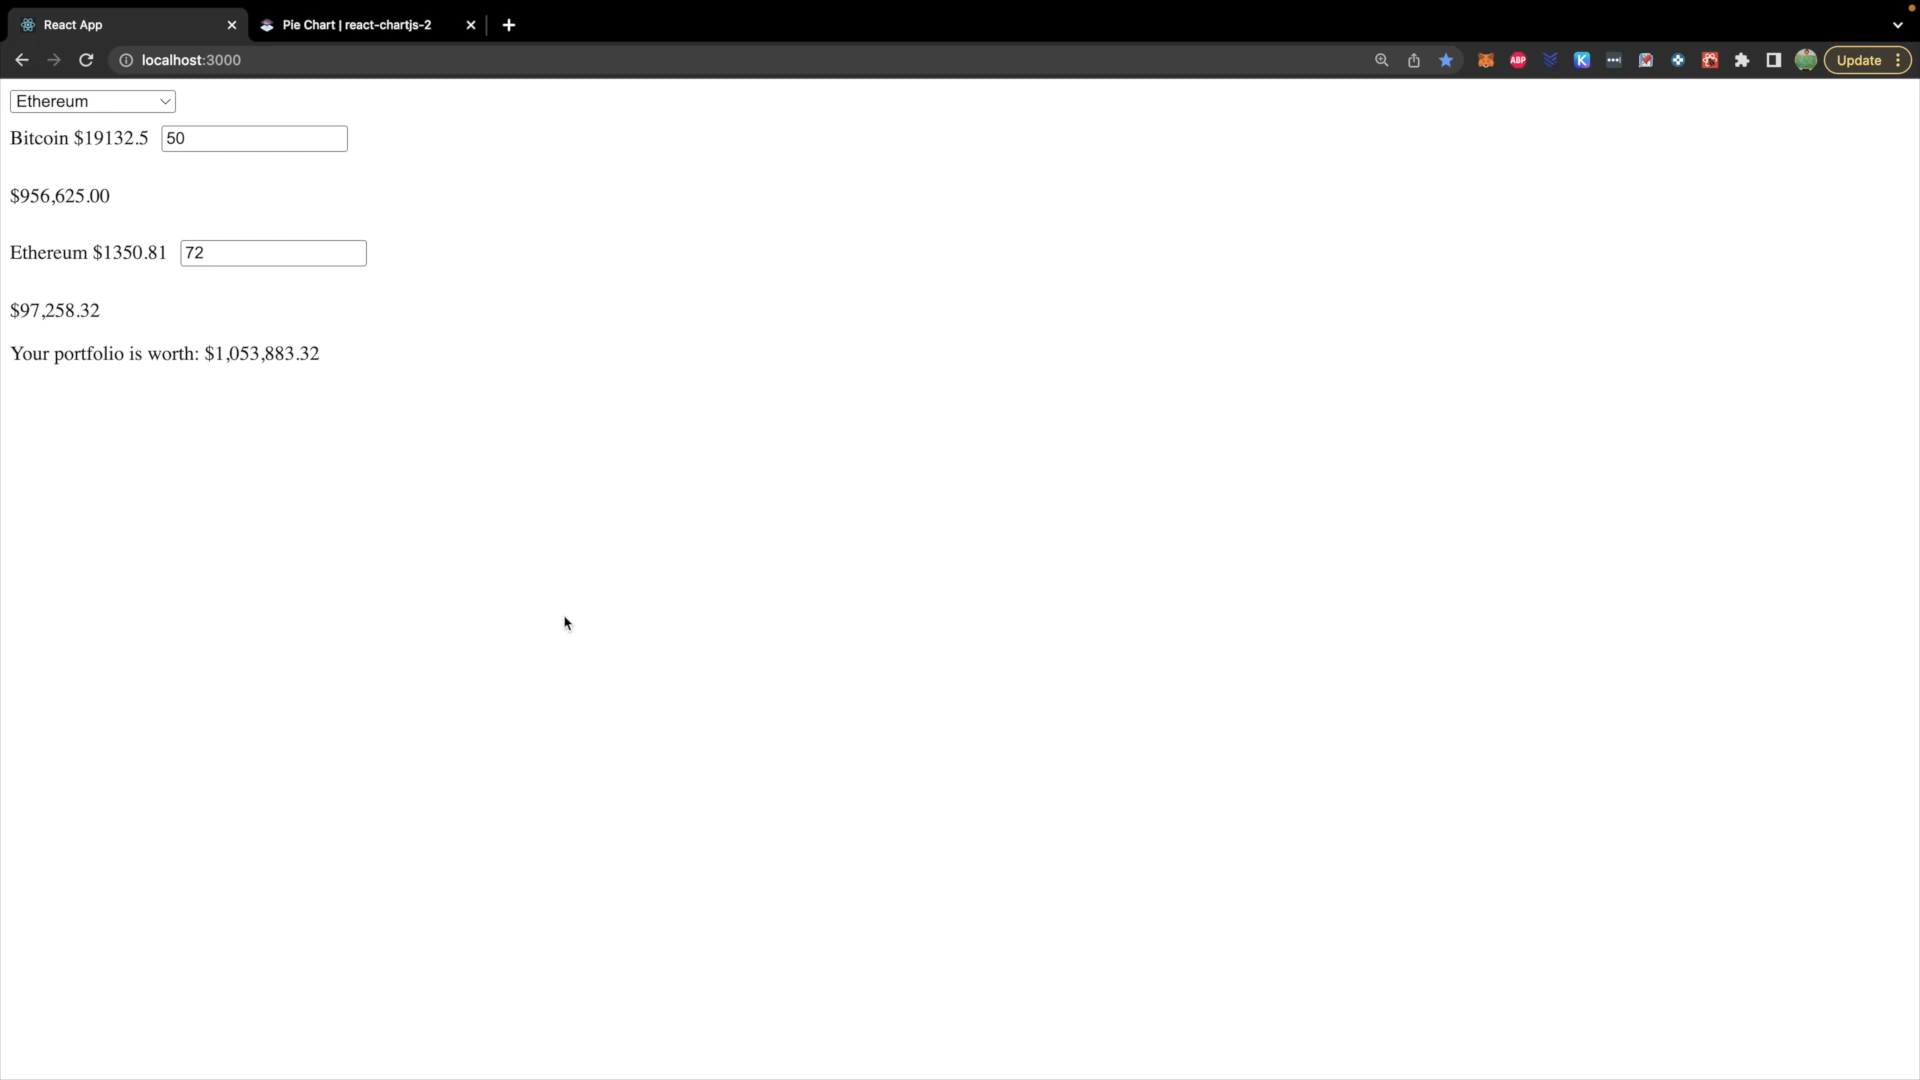 React App
Pie Chart | react-chartjs-2
localhost:3000
ABP
K
Update
Ethereum
Bitcoin $19132.5 50
$956,625.00
Ethereum $1350.81 72
$97,258.32
Your portfolio is worth: $1,053,883.32